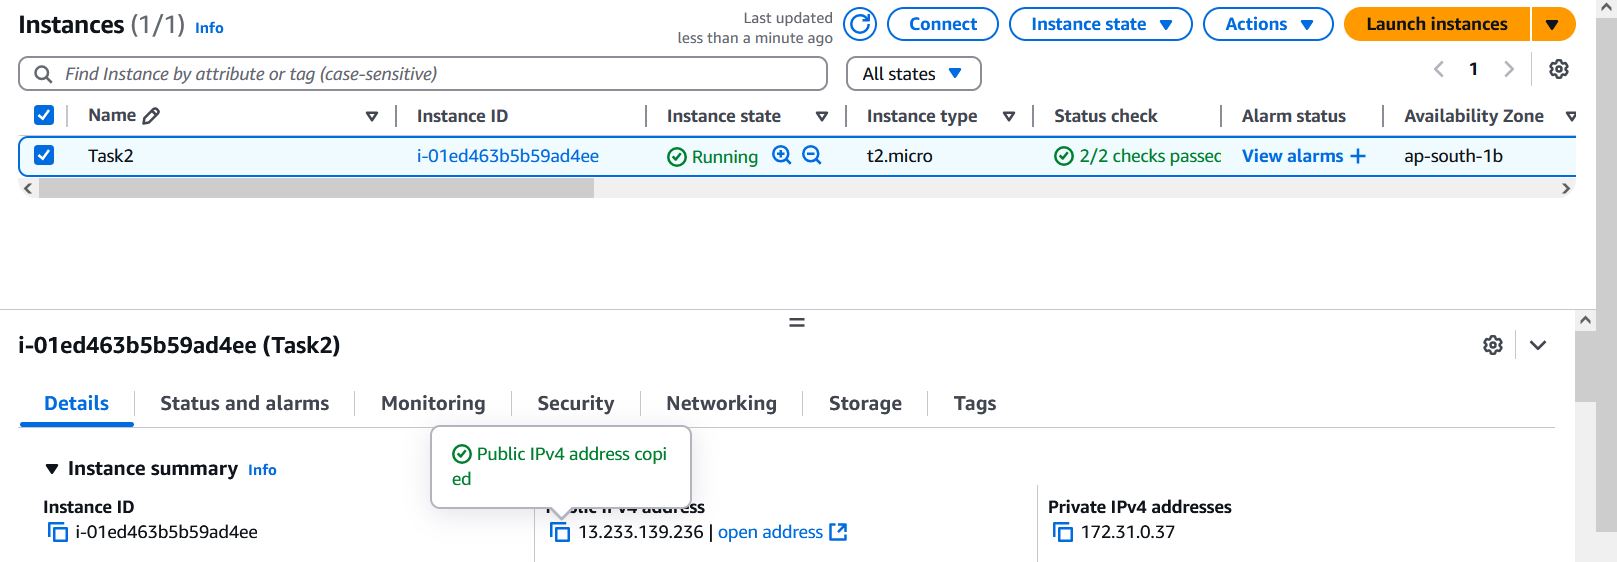 Instances (1/1) Info
Last updated
less than a minute ago
Connect
Instance state
Actions
Launch instances
Find Instance by attribute or tag (case-sensitive)
All states
1
Name Instance ID Instance state Instance type Status check Alarm status Availability Zone
Task2 i-01ed463b5b59ad4ee Running t2.micro 2/2 checks passec View alarms + ap-south-1b
i-01ed463b5b59ad4ee (Task2)
Details Status and alarms Monitoring Security Networking Storage Tags
Public IPv4 address copi
ed
Instance summary Info
Instance ID
i-01ed463b5b59ad4ee
Public IPv4 address
13.233.139.236 | open address
Private IPv4 addresses
172.31.0.37